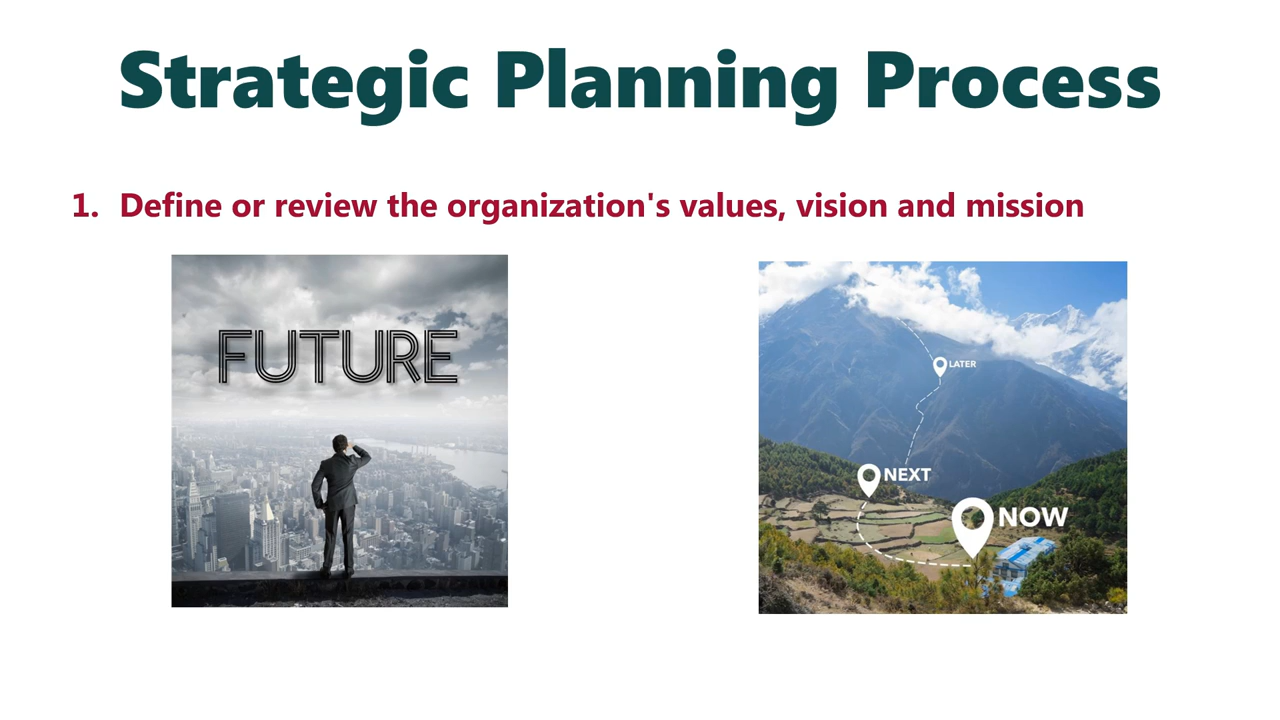 Strategic Planning Process
1. Define or review the organization's values, vision and mission
FUTURE
LATER
NEXT
NOW